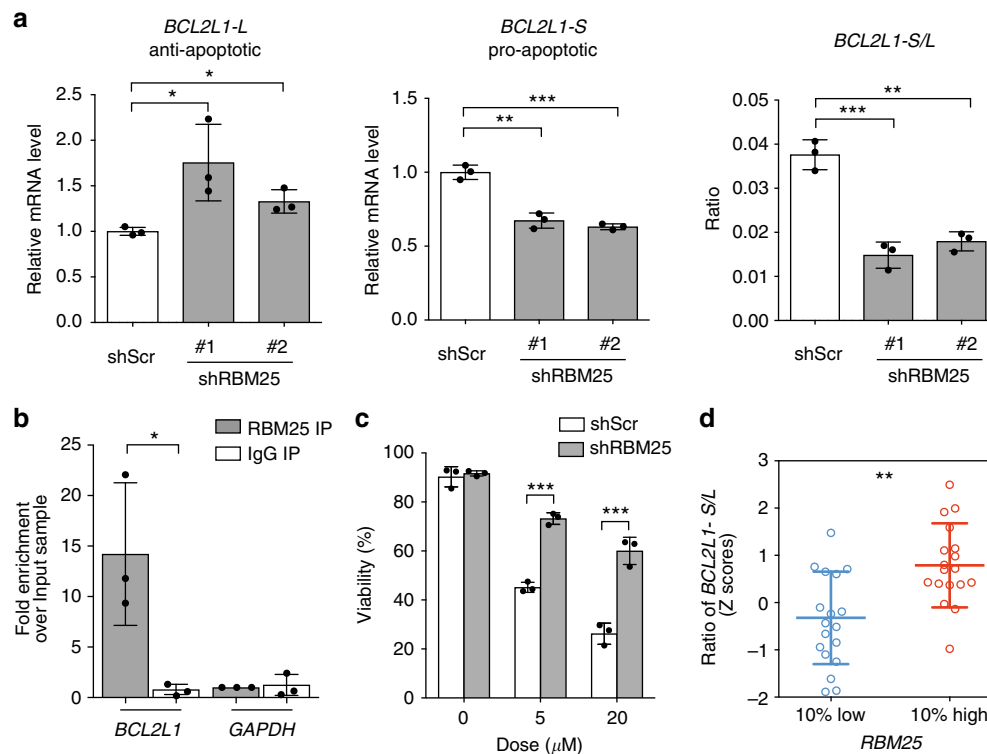 a
BCL2L1-L
anti-apoptotic
Relative mRNA level
2.5
2.0
1.5
1.0
0.5
0.0
*
*
shScr
#1
#2
shRBM25
BCL2L1-S
pro-apoptotic
Relative mRNA level
1.5
1.0
0.5
0.0
***
**
shScr
#1
#2
shRBM25
BCL2L1-S/L
Ratio
0.05
0.04
0.03
0.02
0.01
0.00
**
***
shScr
#1
#2
shRBM25
b
RBM25 IP
IgG IP
Fold enrichment
over Input sample
25
20
15
10
5
0
*
BCL2L1
GAPDH
c
shScr
shRBM25
Viability (%)
100
80
60
40
20
0
***
***
0
5
20
Dose (μM)
d
Ratio of BCL2L1- S/L
(Z scores)
3
2
1
0
–1
–2
**
10% low
10% high
RBM25